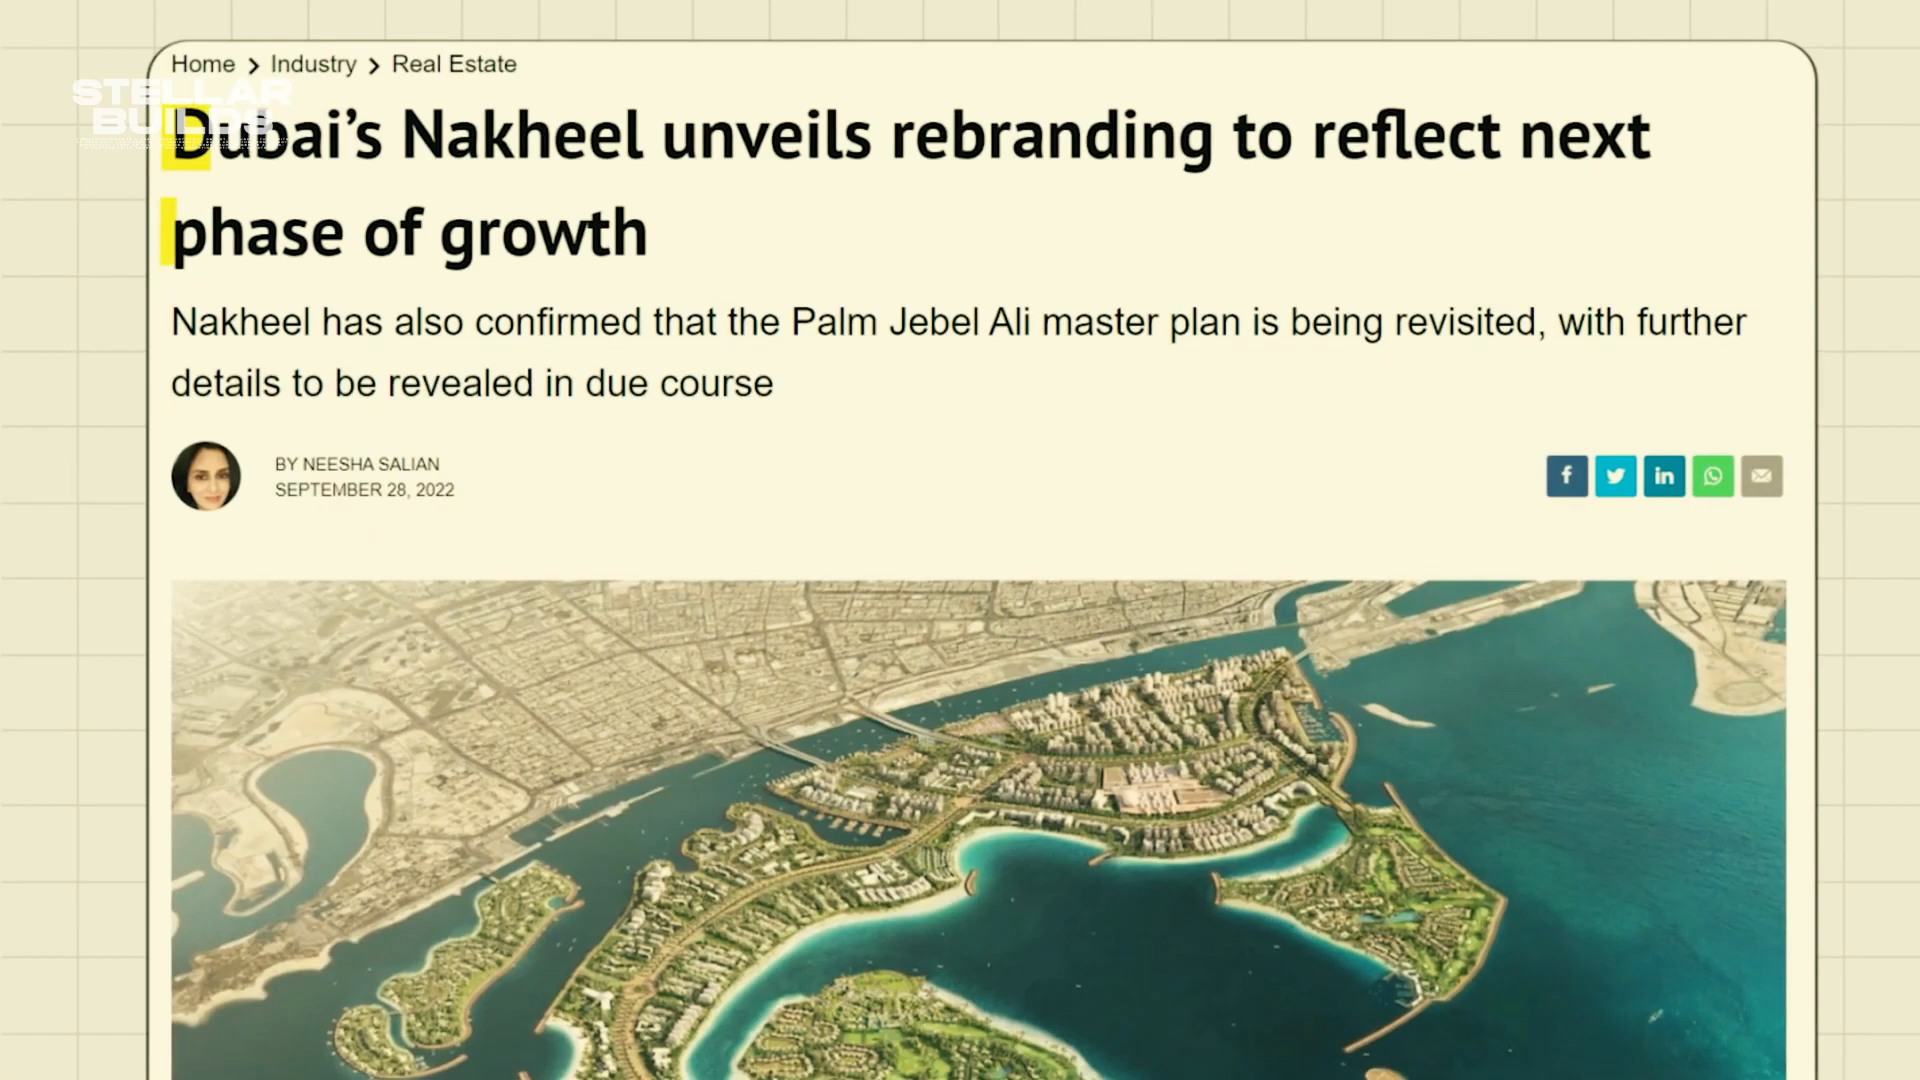 Home > Industry > Real Estate
STELLAR
BUILDS
Dubai’s Nakheel unveils rebranding to reflect next
phase of growth
Nakheel has also confirmed that the Palm Jebel Ali master plan is being revisited, with further
details to be revealed in due course
BY NEESHA SALIAN
SEPTEMBER 28, 2022